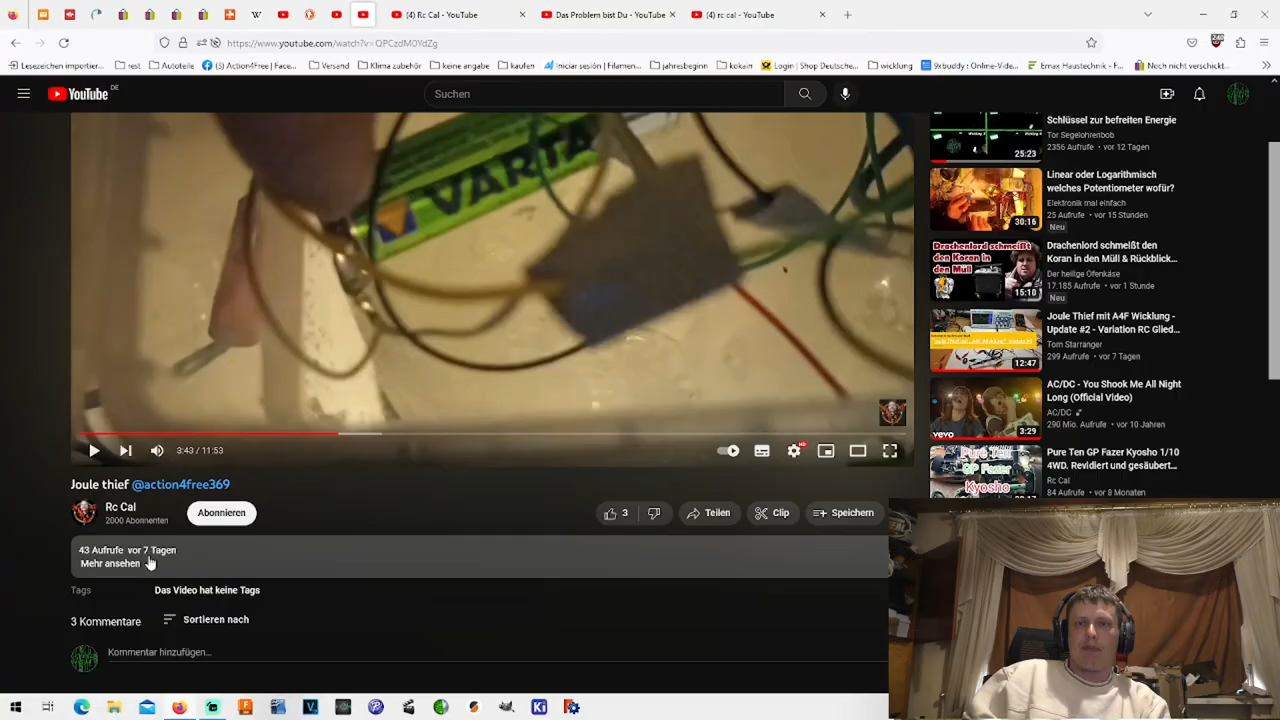 (4) Rc Cal - YouTube
Das Problem bist Du - YouTube
(4) rc cal - YouTube
https://www.youtube.com/watch?v=QPCzdM0YdZg
240
Lesezeichen importier...
rest
Autoteile
(3) Action4Free | Face...
Versand
Klima zubehör
keine angabe
kaufen
Iniciar sesión | Filamen...
jahresbeginn
kokain
Login | Shop Deutsche...
wicklung
9xbuddy : Online-Vide...
Emax Haustechnik - F...
Noch nicht verschickt...
YouTube DE
Suchen
VARTA
3:43 / 11:53
HD
Joule thief @action4free369
Rc Cal
2000 Abonnenten
Abonnieren
3
Teilen
Clip
Speichern
43 Aufrufe vor 7 Tagen
Mehr ansehen
Tags
Das Video hat keine Tags
3 Kommentare
Sortieren nach
Kommentar hinzufügen...
Schlüssel zur befreiten Energie
Tor Segelohrenbob
2356 Aufrufe • vor 12 Tagen
25:23
Linear oder Logarithmisch
welches Potentiometer wofür?
Elektronik mal einfach
25 Aufrufe • vor 15 Stunden
Neu
30:16
Drachenlord schmeißt den
Koran in den Müll & Rückblick...
Der heilige Ofenkäse
17.185 Aufrufe • vor 1 Stunde
Neu
Drachenlord schmeißt
den Koran in
den Müll
15:10
Joule Thief mit A4F Wicklung -
Update #2 - Variation RC Glied...
Tom Starranger
299 Aufrufe • vor 7 Tagen
12:47
AC/DC - You Shook Me All Night
Long (Official Video)
AC/DC
290 Mio. Aufrufe • vor 10 Jahren
vevo
3:29
Pure Ten GP Fazer Kyosho 1/10
4WD. Revidiert und gesäubert...
Rc Cal
84 Aufrufe • vor 8 Monaten
Pure Ten
GP Fazer
Kyosho
Ki